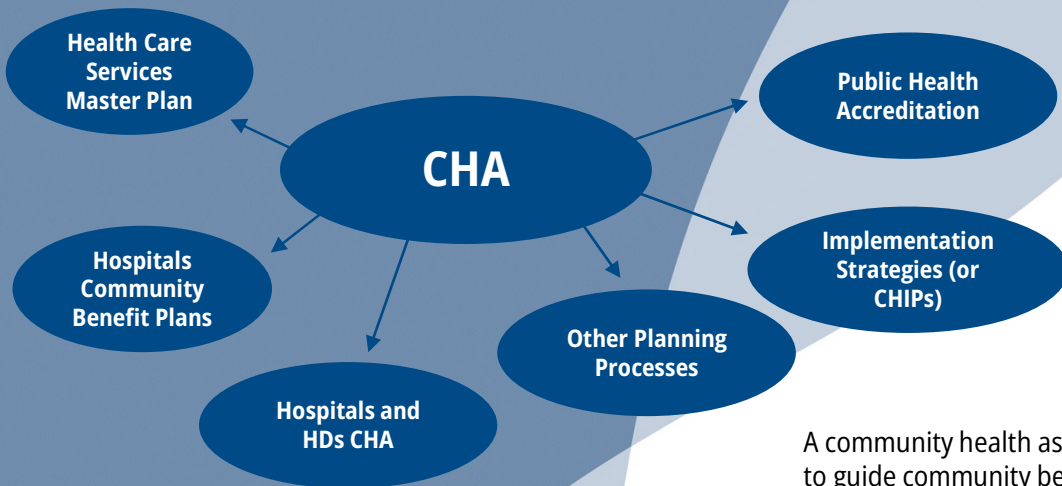 Health Care
Services
Master Plan
CHA
Public Health
Accreditation
Hospitals
Community
Benefit Plans
Implementation
Strategies (or
CHIPs)
Other Planning
Processes
Hospitals and
HDs CHA
A community health as
to guide community be